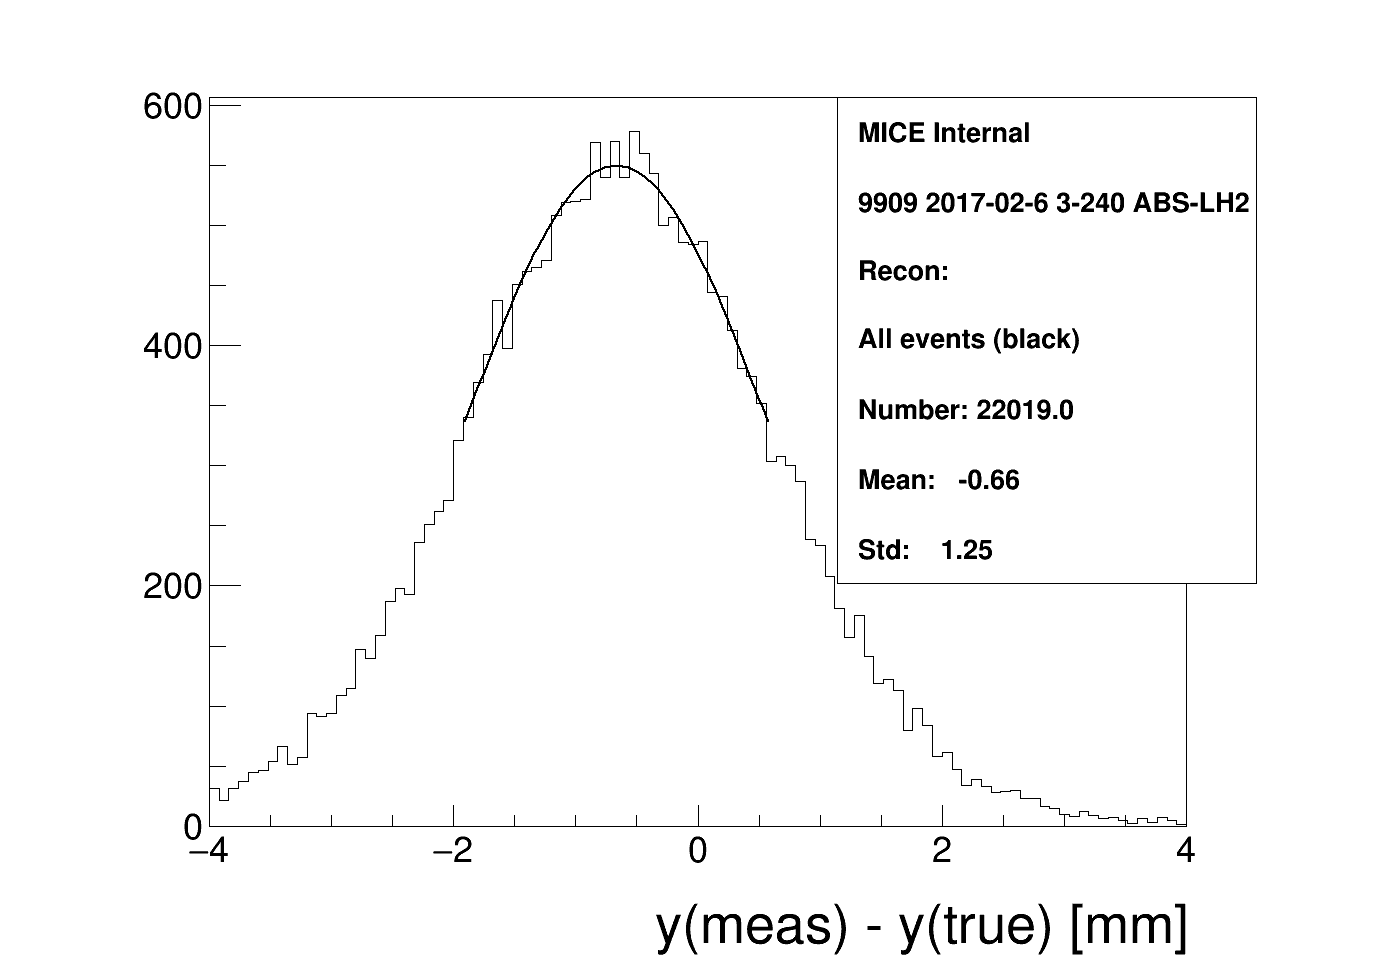 600
400
200
0
−4 −2 0 2 4
y(meas) - y(true) [mm]
MICE Internal
9909 2017-02-6 3-240 ABS-LH2
Recon:
All events (black)
Number: 22019.0
Mean: -0.66
Std: 1.25